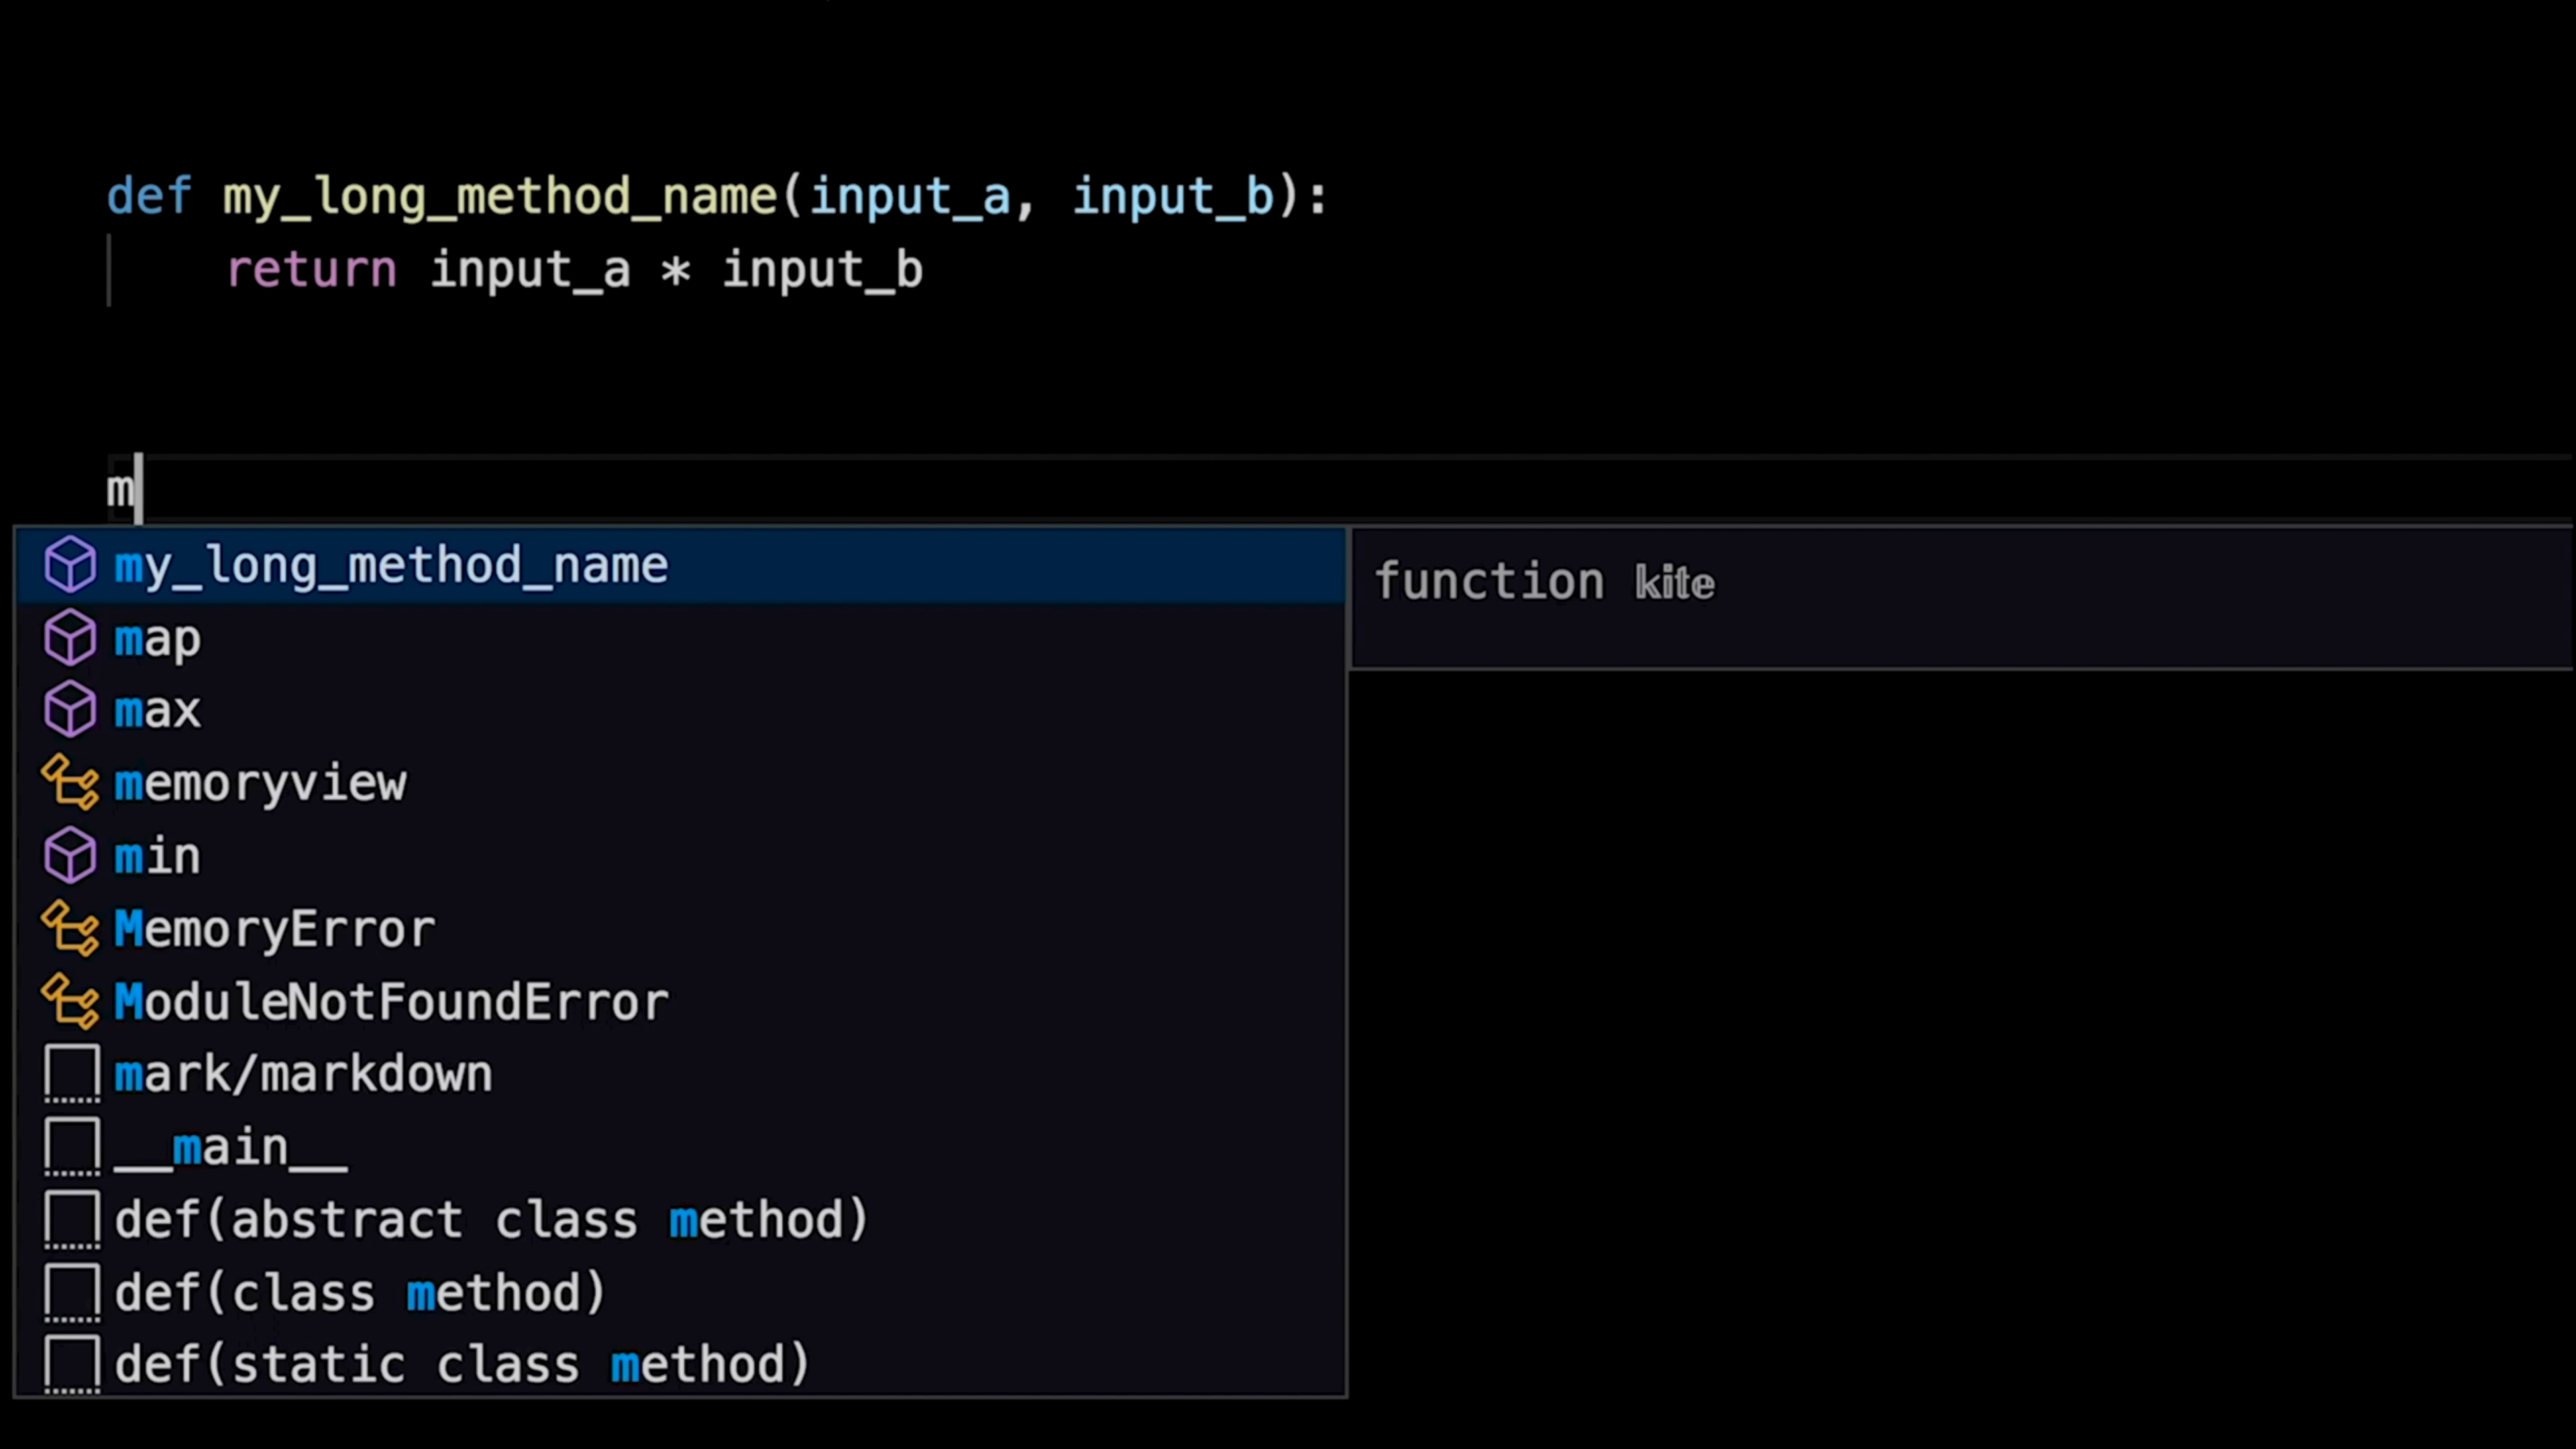 def my_long_method_name(input_a, input_b):
return input_a * input_b
m
my_long_method_name
function kite
map
max
memoryview
min
MemoryError
ModuleNotFoundError
mark/markdown
__main__
def(abstract class method)
def(class method)
def(static class method)